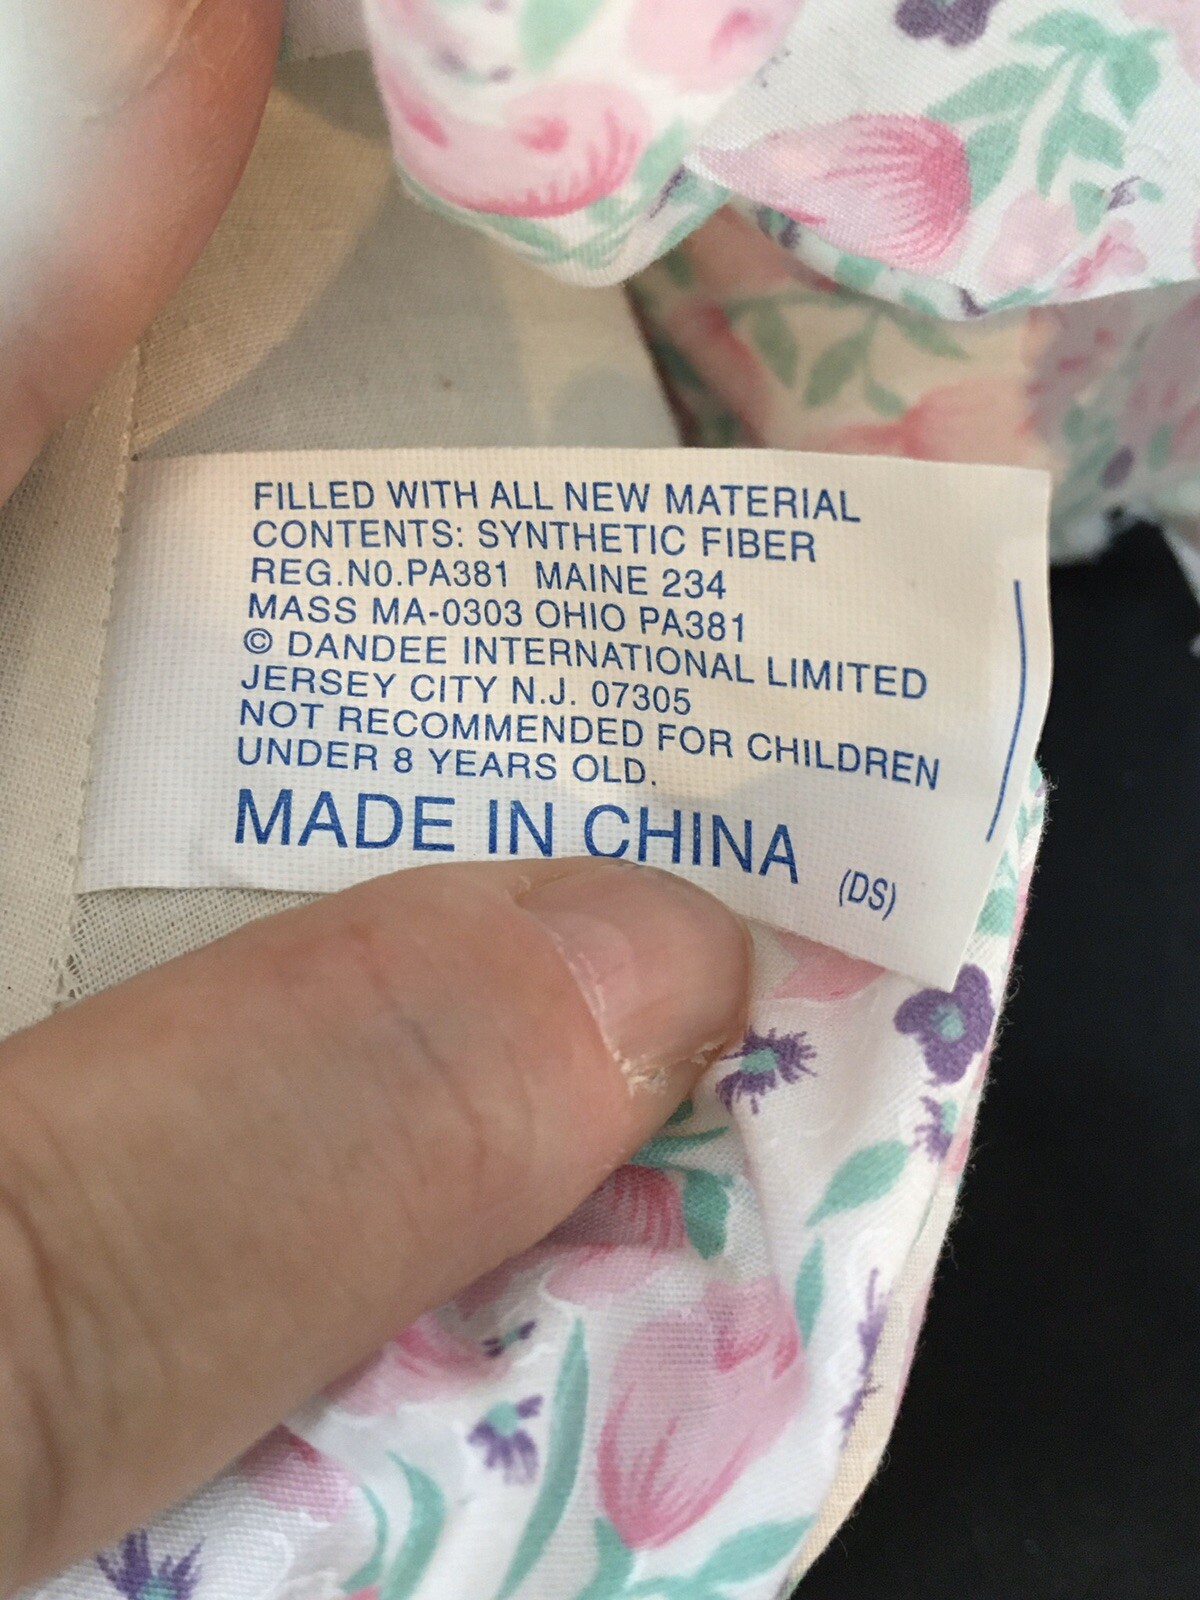 FILLED WITH ALL NEW MATERIAL
CONTENTS: SYNTHETIC FIBER
REG.NO.PA381 MAINE 234
MASS MA-0303 OHIO PA381
© DANDEE INTERNATIONAL LIMITED
JERSEY CITY N.J. 07305
NOT RECOMMENDED FOR CHILDREN
UNDER 8 YEARS OLD.
MADE IN CHINA
(DS)